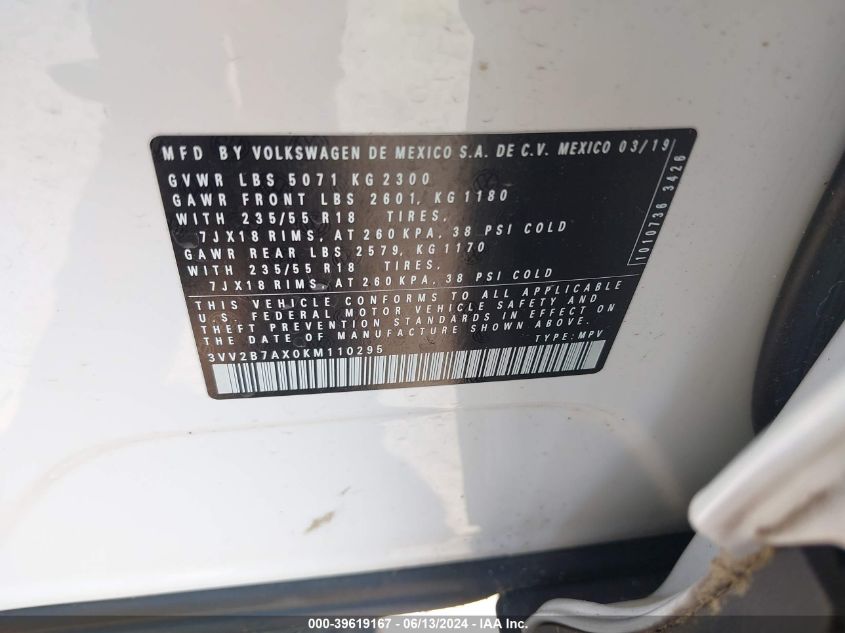 MFD BY VOLKSWAGEN DE MEXICO S.A. DE C.V. MEXICO 03/19
GVWR LBS 5071 KG2300
GAWR FRONT LBS 2601, KG1180
WITH 235/55 R18 TIRES,
7JX18 RIMS, AT 260KPA, 38 PSI COLD
GAWR REAR LBS 2579, KG 1170
WITH 235/55 R18 TIRES,
7JX18 RIMS, AT 260KPA, 38 PSI COLD
THIS VEHICLE CONFORMS TO ALL APPLICABLE
U.S. FEDERAL MOTOR VEHICLE SAFETY AND
THEFT PREVENTION STANDARDS IN EFFECT ON
THE DATE OF MANUFACTURE SHOWN ABOVE.
3VV2B7AX0KM110295 TYPE:MPV
1010736 3426
000-39619167 - 06/13/2024 - IAA Inc.